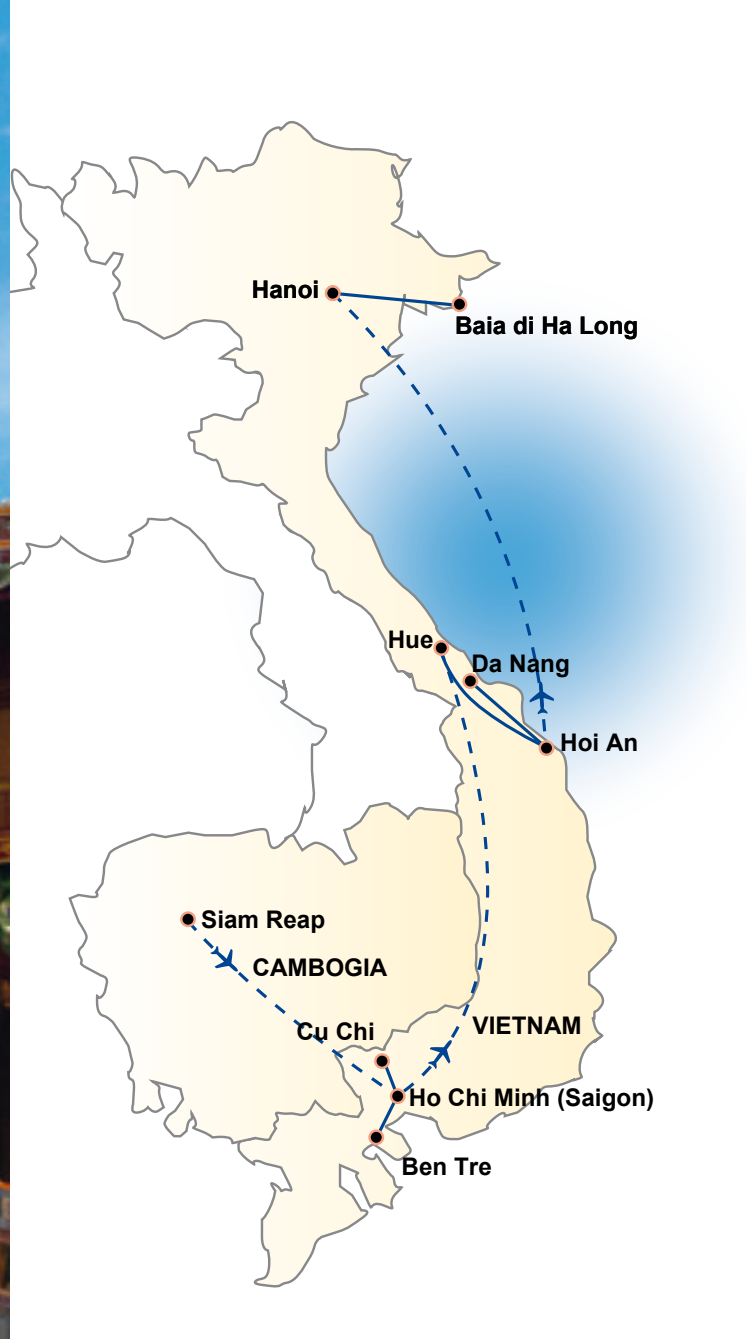 Hanoi
Baia di Ha Long
Hue
Da Nang
Hoi An
Siam Reap
CAMBOGIA
Cu Chi
VIETNAM
Ho Chi Minh (Saigon)
Ben Tre